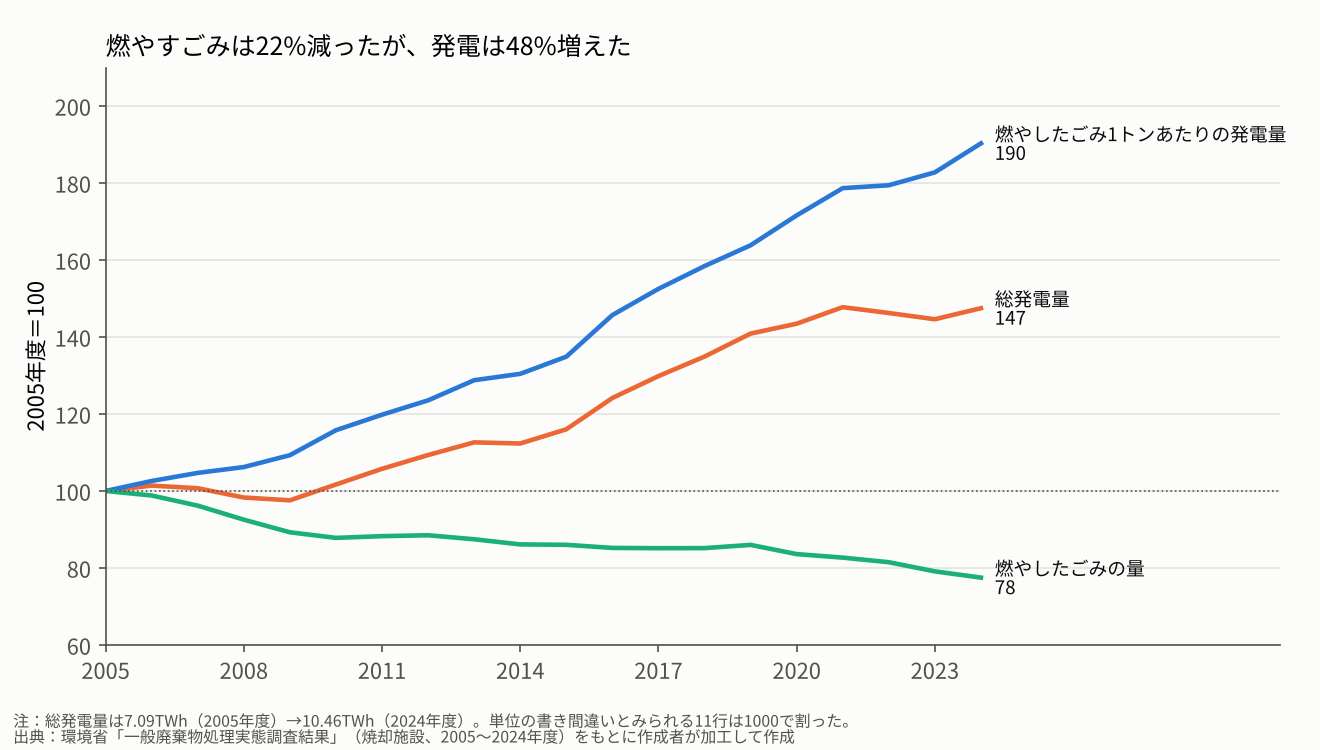 燃やすごみは22%減ったが、発電は48%増えた
2005年度＝100
200
180
160
140
120
100
80
60
2005
2008
2011
2014
2017
2020
2023
燃やしたごみ1トンあたりの発電量
190
総発電量
147
燃やしたごみの量
78
注：総発電量は7.09TWh（2005年度）→10.46TWh（2024年度）。単位の書き間違いとみられる11行は1000で割った。
出典：環境省「一般廃棄物処理実態調査結果」（焼却施設、2005〜2024年度）をもとに作成者が加工して作成